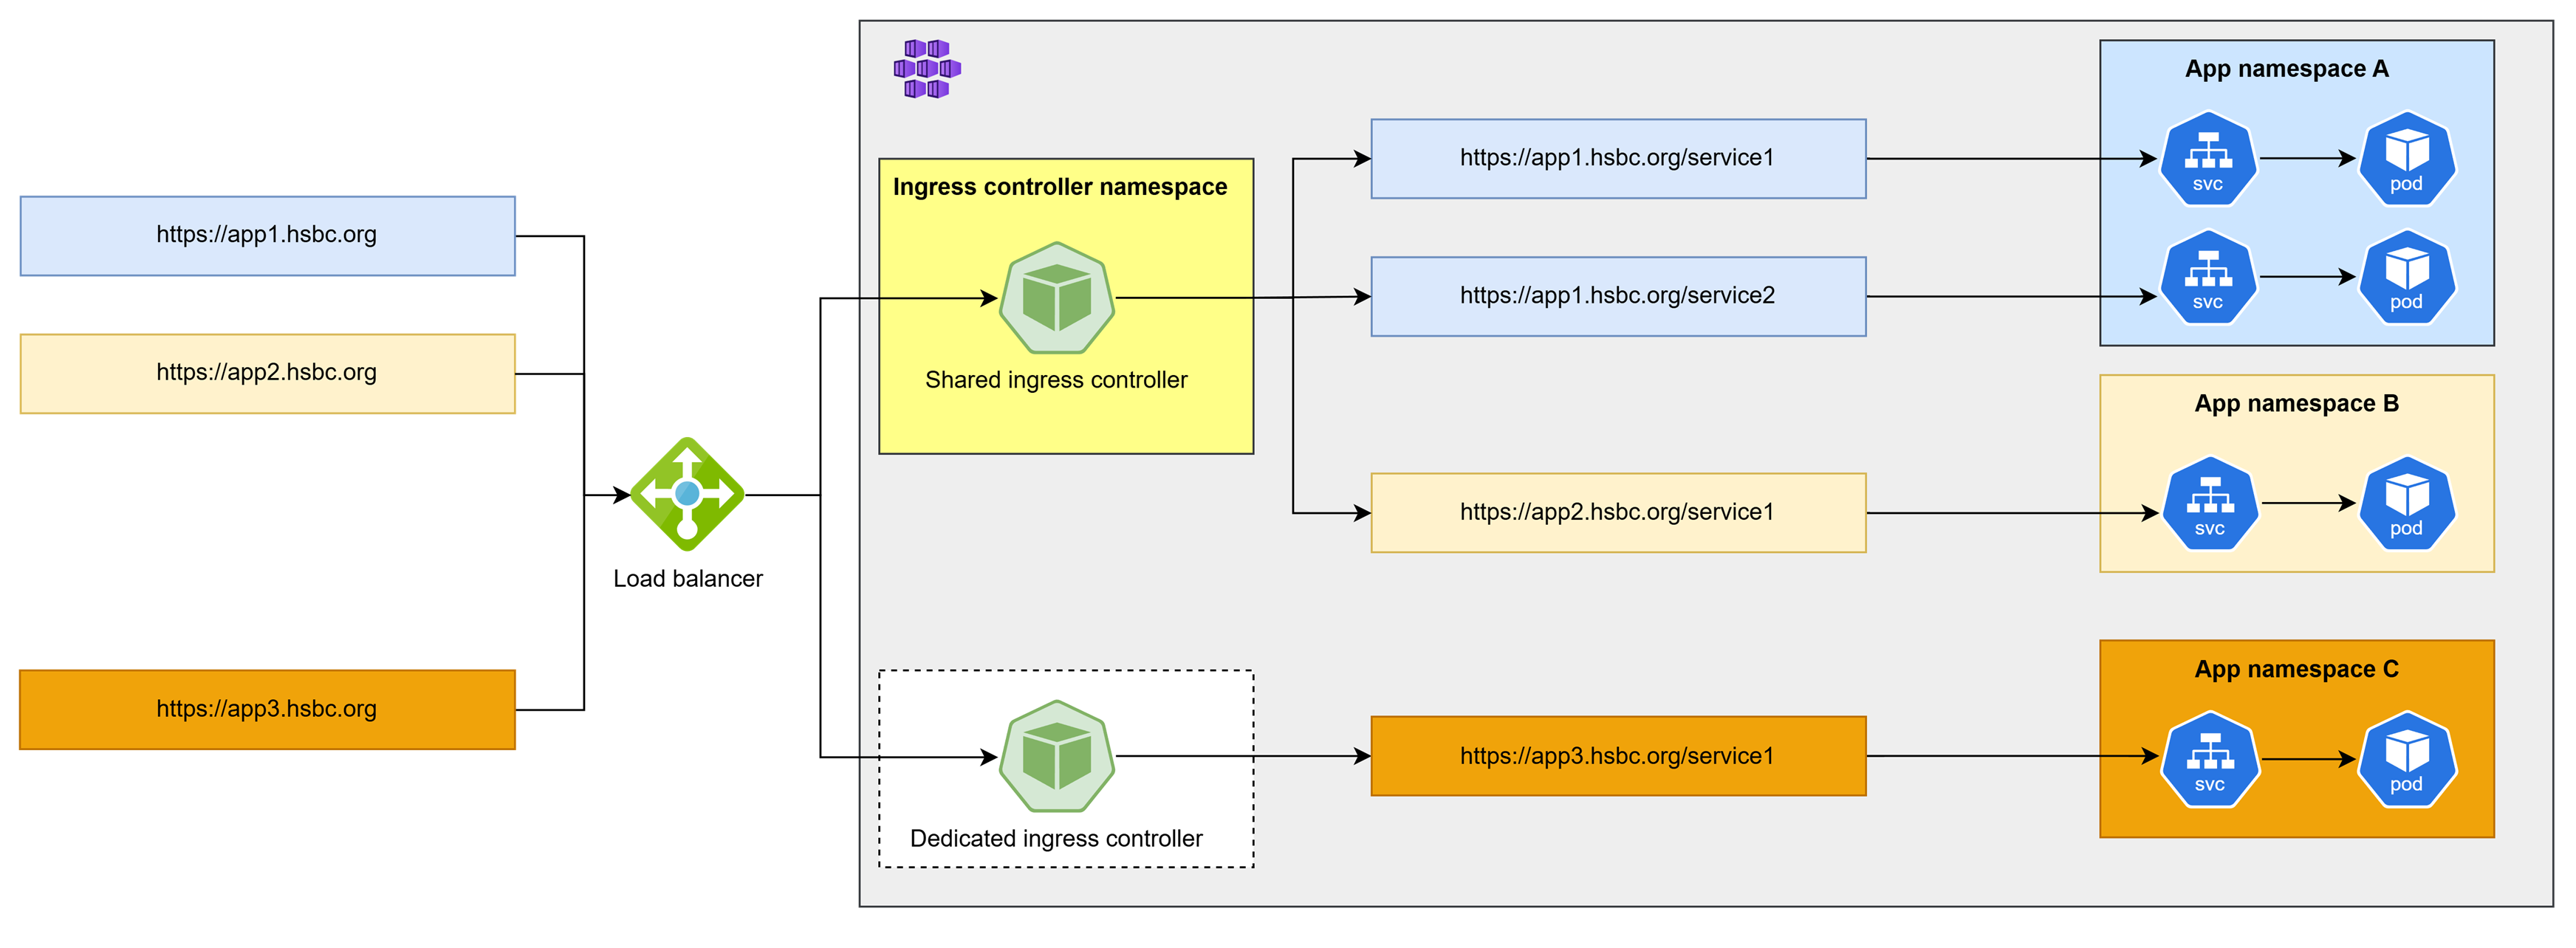 https://app1.hsbc.org
https://app2.hsbc.org
https://app3.hsbc.org
Load balancer
Ingress controller namespace
Shared ingress controller
Dedicated ingress controller
https://app1.hsbc.org/service1
https://app1.hsbc.org/service2
https://app2.hsbc.org/service1
https://app3.hsbc.org/service1
App namespace A
svc
pod
svc
pod
App namespace B
svc
pod
App namespace C
svc
pod